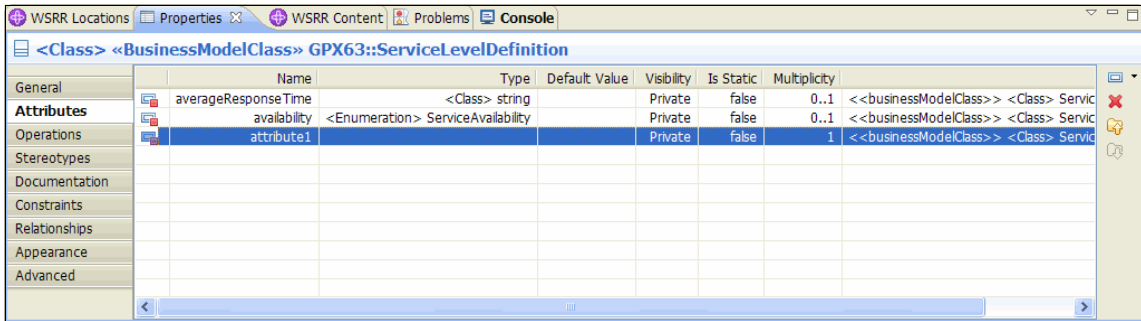 WSRR Locations Properties WSRR Content Problems Console
<Class> «BusinessModelClass» GPX63::ServiceLevelDefinition
General
Attributes
Operations
Stereotypes
Documentation
Constraints
Relationships
Appearance
Advanced
Name Type Default Value Visibility Is Static Multiplicity
averageResponseTime <Class> string Private false 0..1 <<businessModelClass>> <Class> Servic
availability <Enumeration> ServiceAvailability Private false 0..1 <<businessModelClass>> <Class> Servic
attribute1 Private false 1 <<businessModelClass>> <Class> Servic